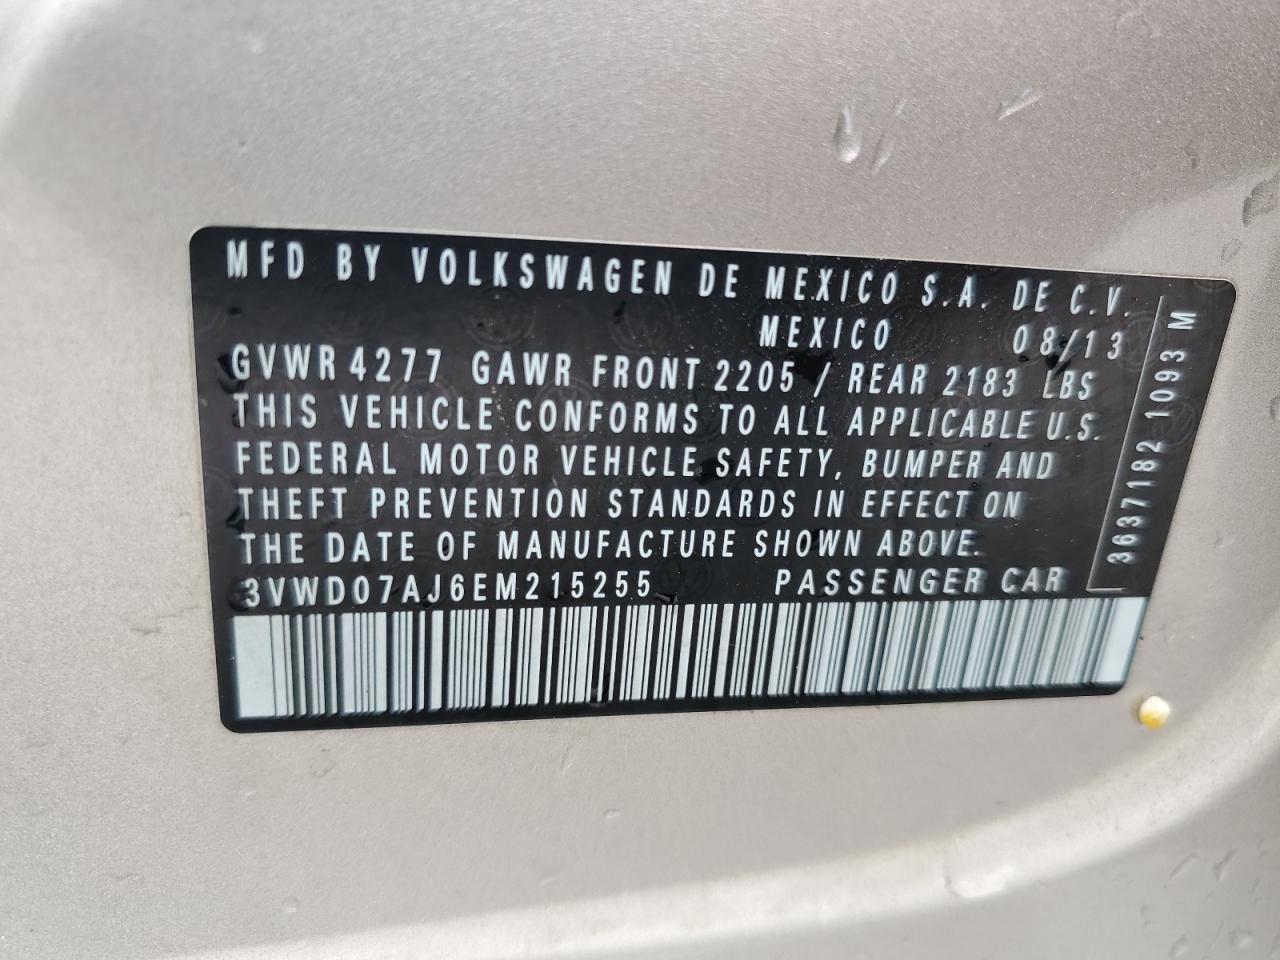 MFD BY VOLKSWAGEN DE MEXICO S.A. DE C.V.
MEXICO 08/13
GVWR 4277 GAWR FRONT 2205 / REAR 2183 LBS
THIS VEHICLE CONFORMS TO ALL APPLICABLE U.S.
FEDERAL MOTOR VEHICLE SAFETY, BUMPER AND
THEFT PREVENTION STANDARDS IN EFFECT ON
THE DATE OF MANUFACTURE SHOWN ABOVE.
3VWD07AJ6EM215255 PASSENGER CAR
3637182 1093 M